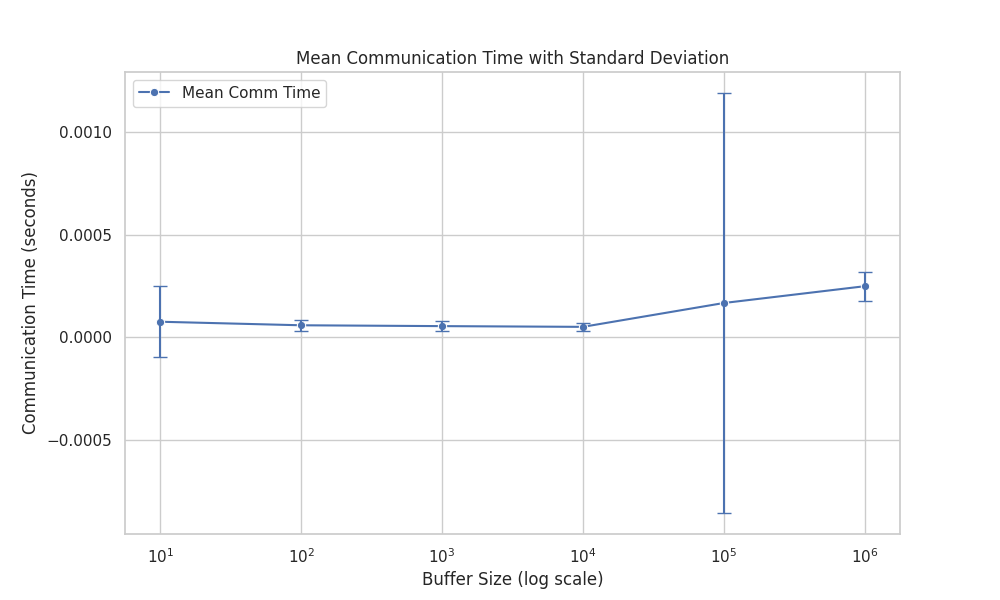 Mean Communication Time with Standard Deviation
Mean Comm Time
Communication Time (seconds)
0.0010
0.0005
0.0000
−0.0005
10¹ 10² 10³ 10⁴ 10⁵ 10⁶
Buffer Size (log scale)